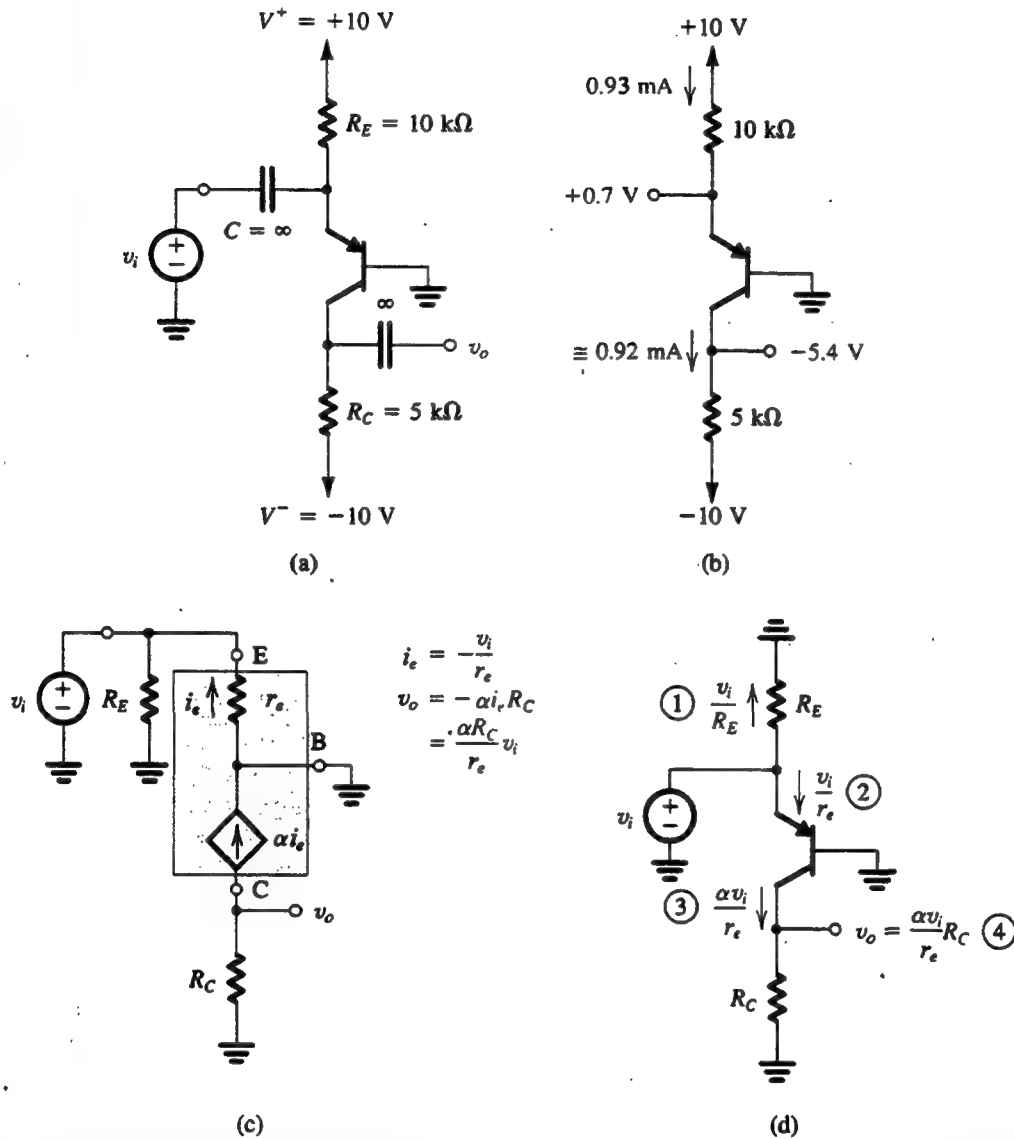 V⁺ = +10 V
R_E = 10 kΩ
C = ∞
v_i
+
−
∞
v_o
R_C = 5 kΩ
V⁻ = −10 V
(a)
+10 V
0.93 mA
10 kΩ
+0.7 V
≅ 0.92 mA
−5.4 V
5 kΩ
−10 V
(b)
E
v_i
+
−
R_E
i_e
r_e
B
αi_e
C
v_o
R_C
i_e = −v_i/r_e
v_o = −αi_e R_C
= αR_C/r_e v_i
(c)
① v_i/R_E
R_E
v_i
+
−
v_i/r_e ②
③ αv_i/r_e
v_o = αv_i/r_e R_C ④
R_C
(d)